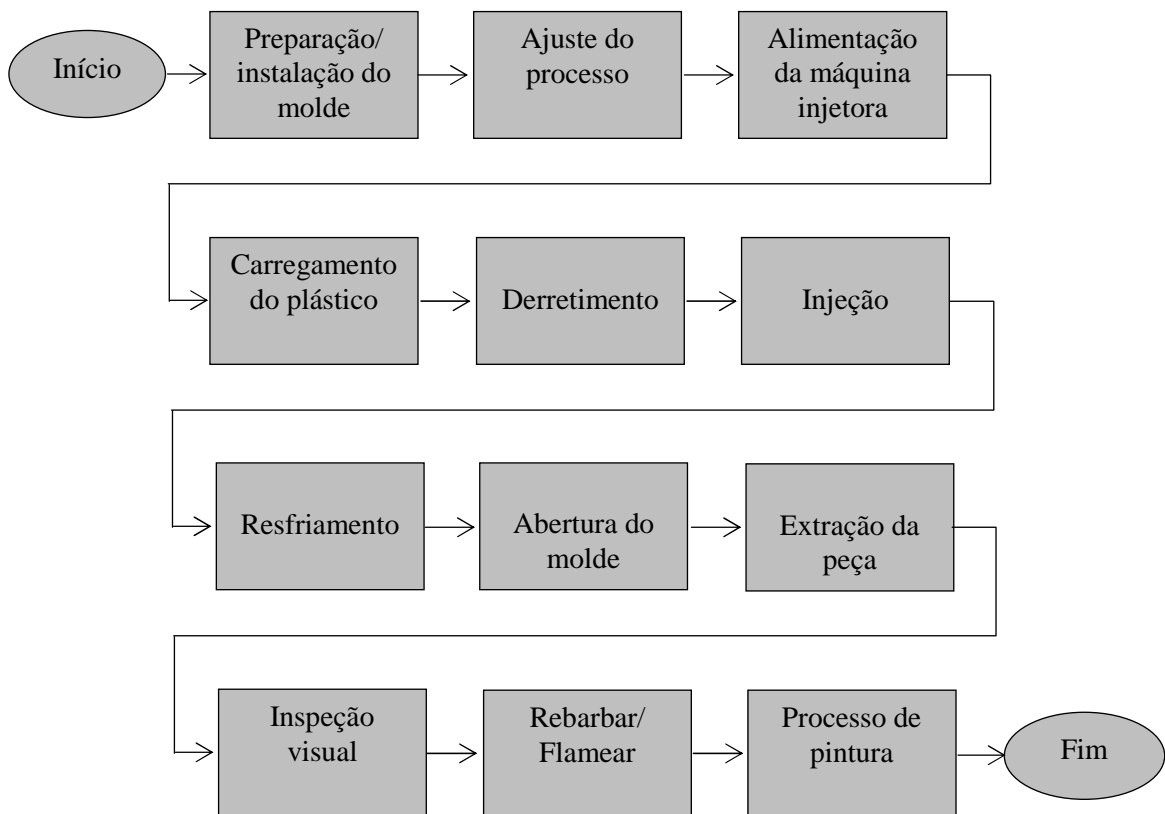 Início
Preparação/
instalação do
molde
Ajuste do
processo
Alimentação
da máquina
injetora
Carregamento
do plástico
Derretimento
Injeção
Resfriamento
Abertura do
molde
Extração da
peça
Inspeção
visual
Rebarbar/
Flamear
Processo de
pintura
Fim